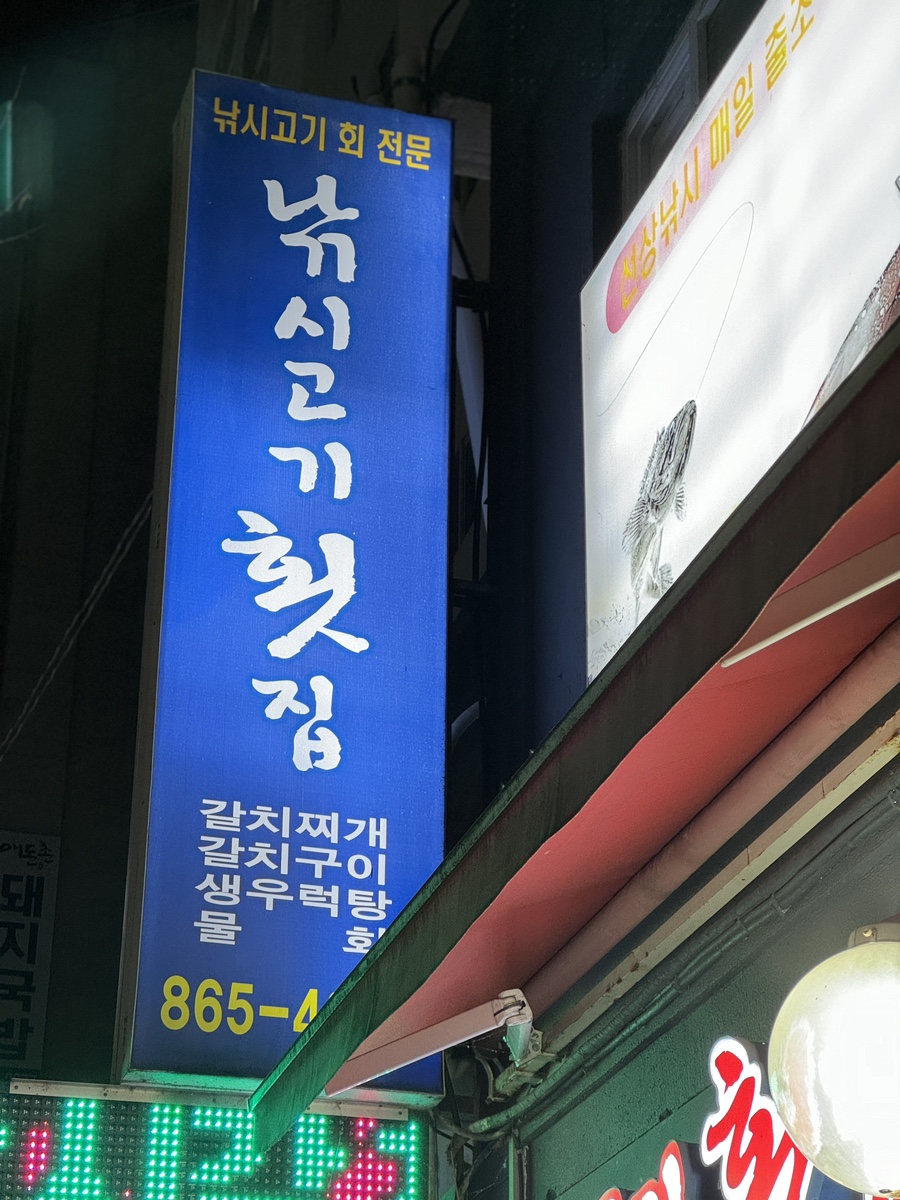 낚시고기 회 전문
낚시고기횟집
갈치찌개
갈치구이
생우럭탕
물 회
865-4
선상낚시 매일 출조
돼지국밥